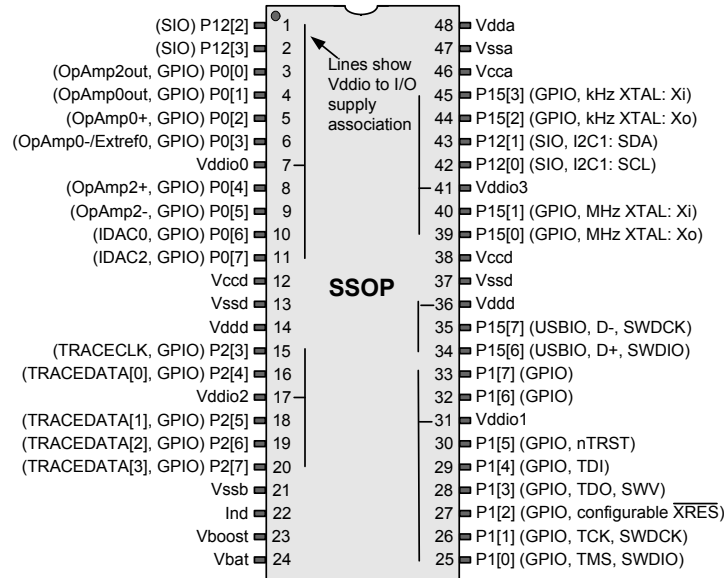 (SIO) P12[2] 1
(SIO) P12[3] 2
(OpAmp2out, GPIO) P0[0] 3
(OpAmp0out, GPIO) P0[1] 4
(OpAmp0+, GPIO) P0[2] 5
(OpAmp0-/Extref0, GPIO) P0[3] 6
Vddio0 7
(OpAmp2+, GPIO) P0[4] 8
(OpAmp2-, GPIO) P0[5] 9
(IDAC0, GPIO) P0[6] 10
(IDAC2, GPIO) P0[7] 11
Vccd 12
Vssd 13
Vddd 14
(TRACECLK, GPIO) P2[3] 15
(TRACEDATA[0], GPIO) P2[4] 16
Vddio2 17
(TRACEDATA[1], GPIO) P2[5] 18
(TRACEDATA[2], GPIO) P2[6] 19
(TRACEDATA[3], GPIO) P2[7] 20
Vssb 21
Ind 22
Vboost 23
Vbat 24
Lines show
Vddio to I/O
supply
association
SSOP
48 Vdda
47 Vssa
46 Vcca
45 P15[3] (GPIO, kHz XTAL: Xi)
44 P15[2] (GPIO, kHz XTAL: Xo)
43 P12[1] (SIO, I2C1: SDA)
42 P12[0] (SIO, I2C1: SCL)
41 Vddio3
40 P15[1] (GPIO, MHz XTAL: Xi)
39 P15[0] (GPIO, MHz XTAL: Xo)
38 Vccd
37 Vssd
36 Vddd
35 P15[7] (USBIO, D-, SWDCK)
34 P15[6] (USBIO, D+, SWDIO)
33 P1[7] (GPIO)
32 P1[6] (GPIO)
31 Vddio1
30 P1[5] (GPIO, nTRST)
29 P1[4] (GPIO, TDI)
28 P1[3] (GPIO, TDO, SWV)
27 P1[2] (GPIO, configurable XRES)
26 P1[1] (GPIO, TCK, SWDCK)
25 P1[0] (GPIO, TMS, SWDIO)